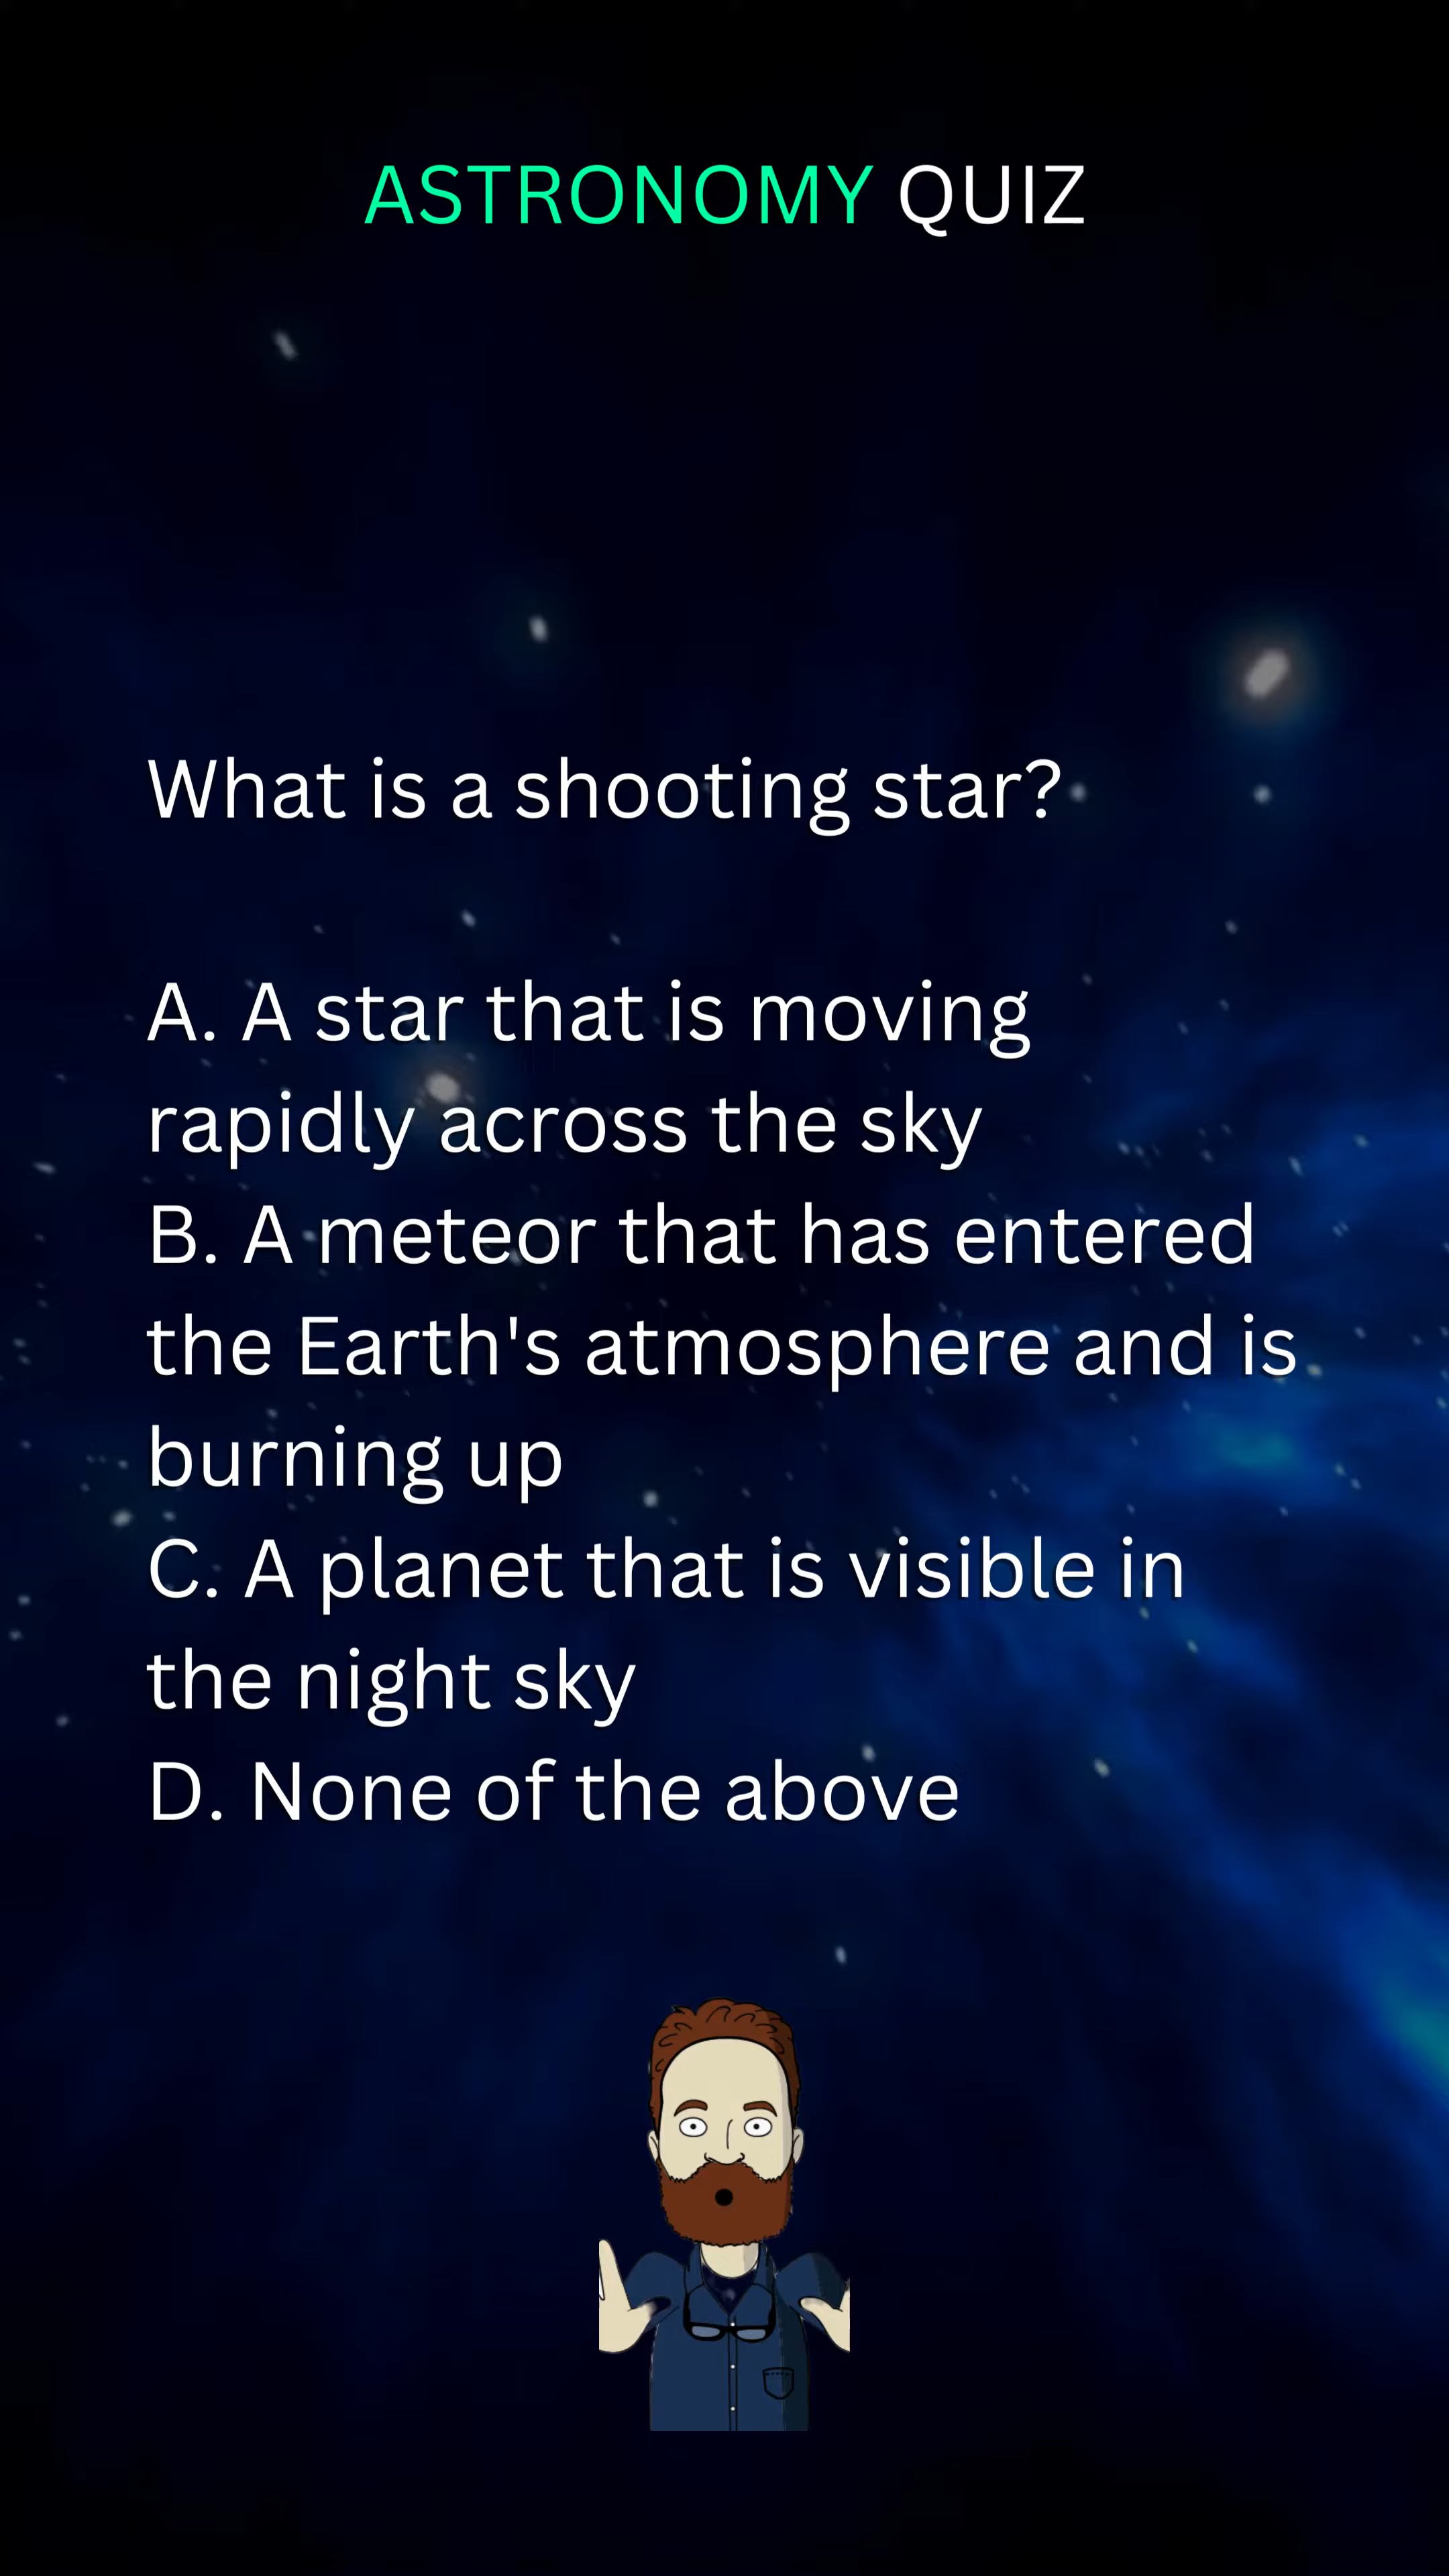 ASTRONOMY QUIZ
What is a shooting star?
A. A star that is moving
rapidly across the sky
B. A meteor that has entered
the Earth's atmosphere and is
burning up
C. A planet that is visible in
the night sky
D. None of the above